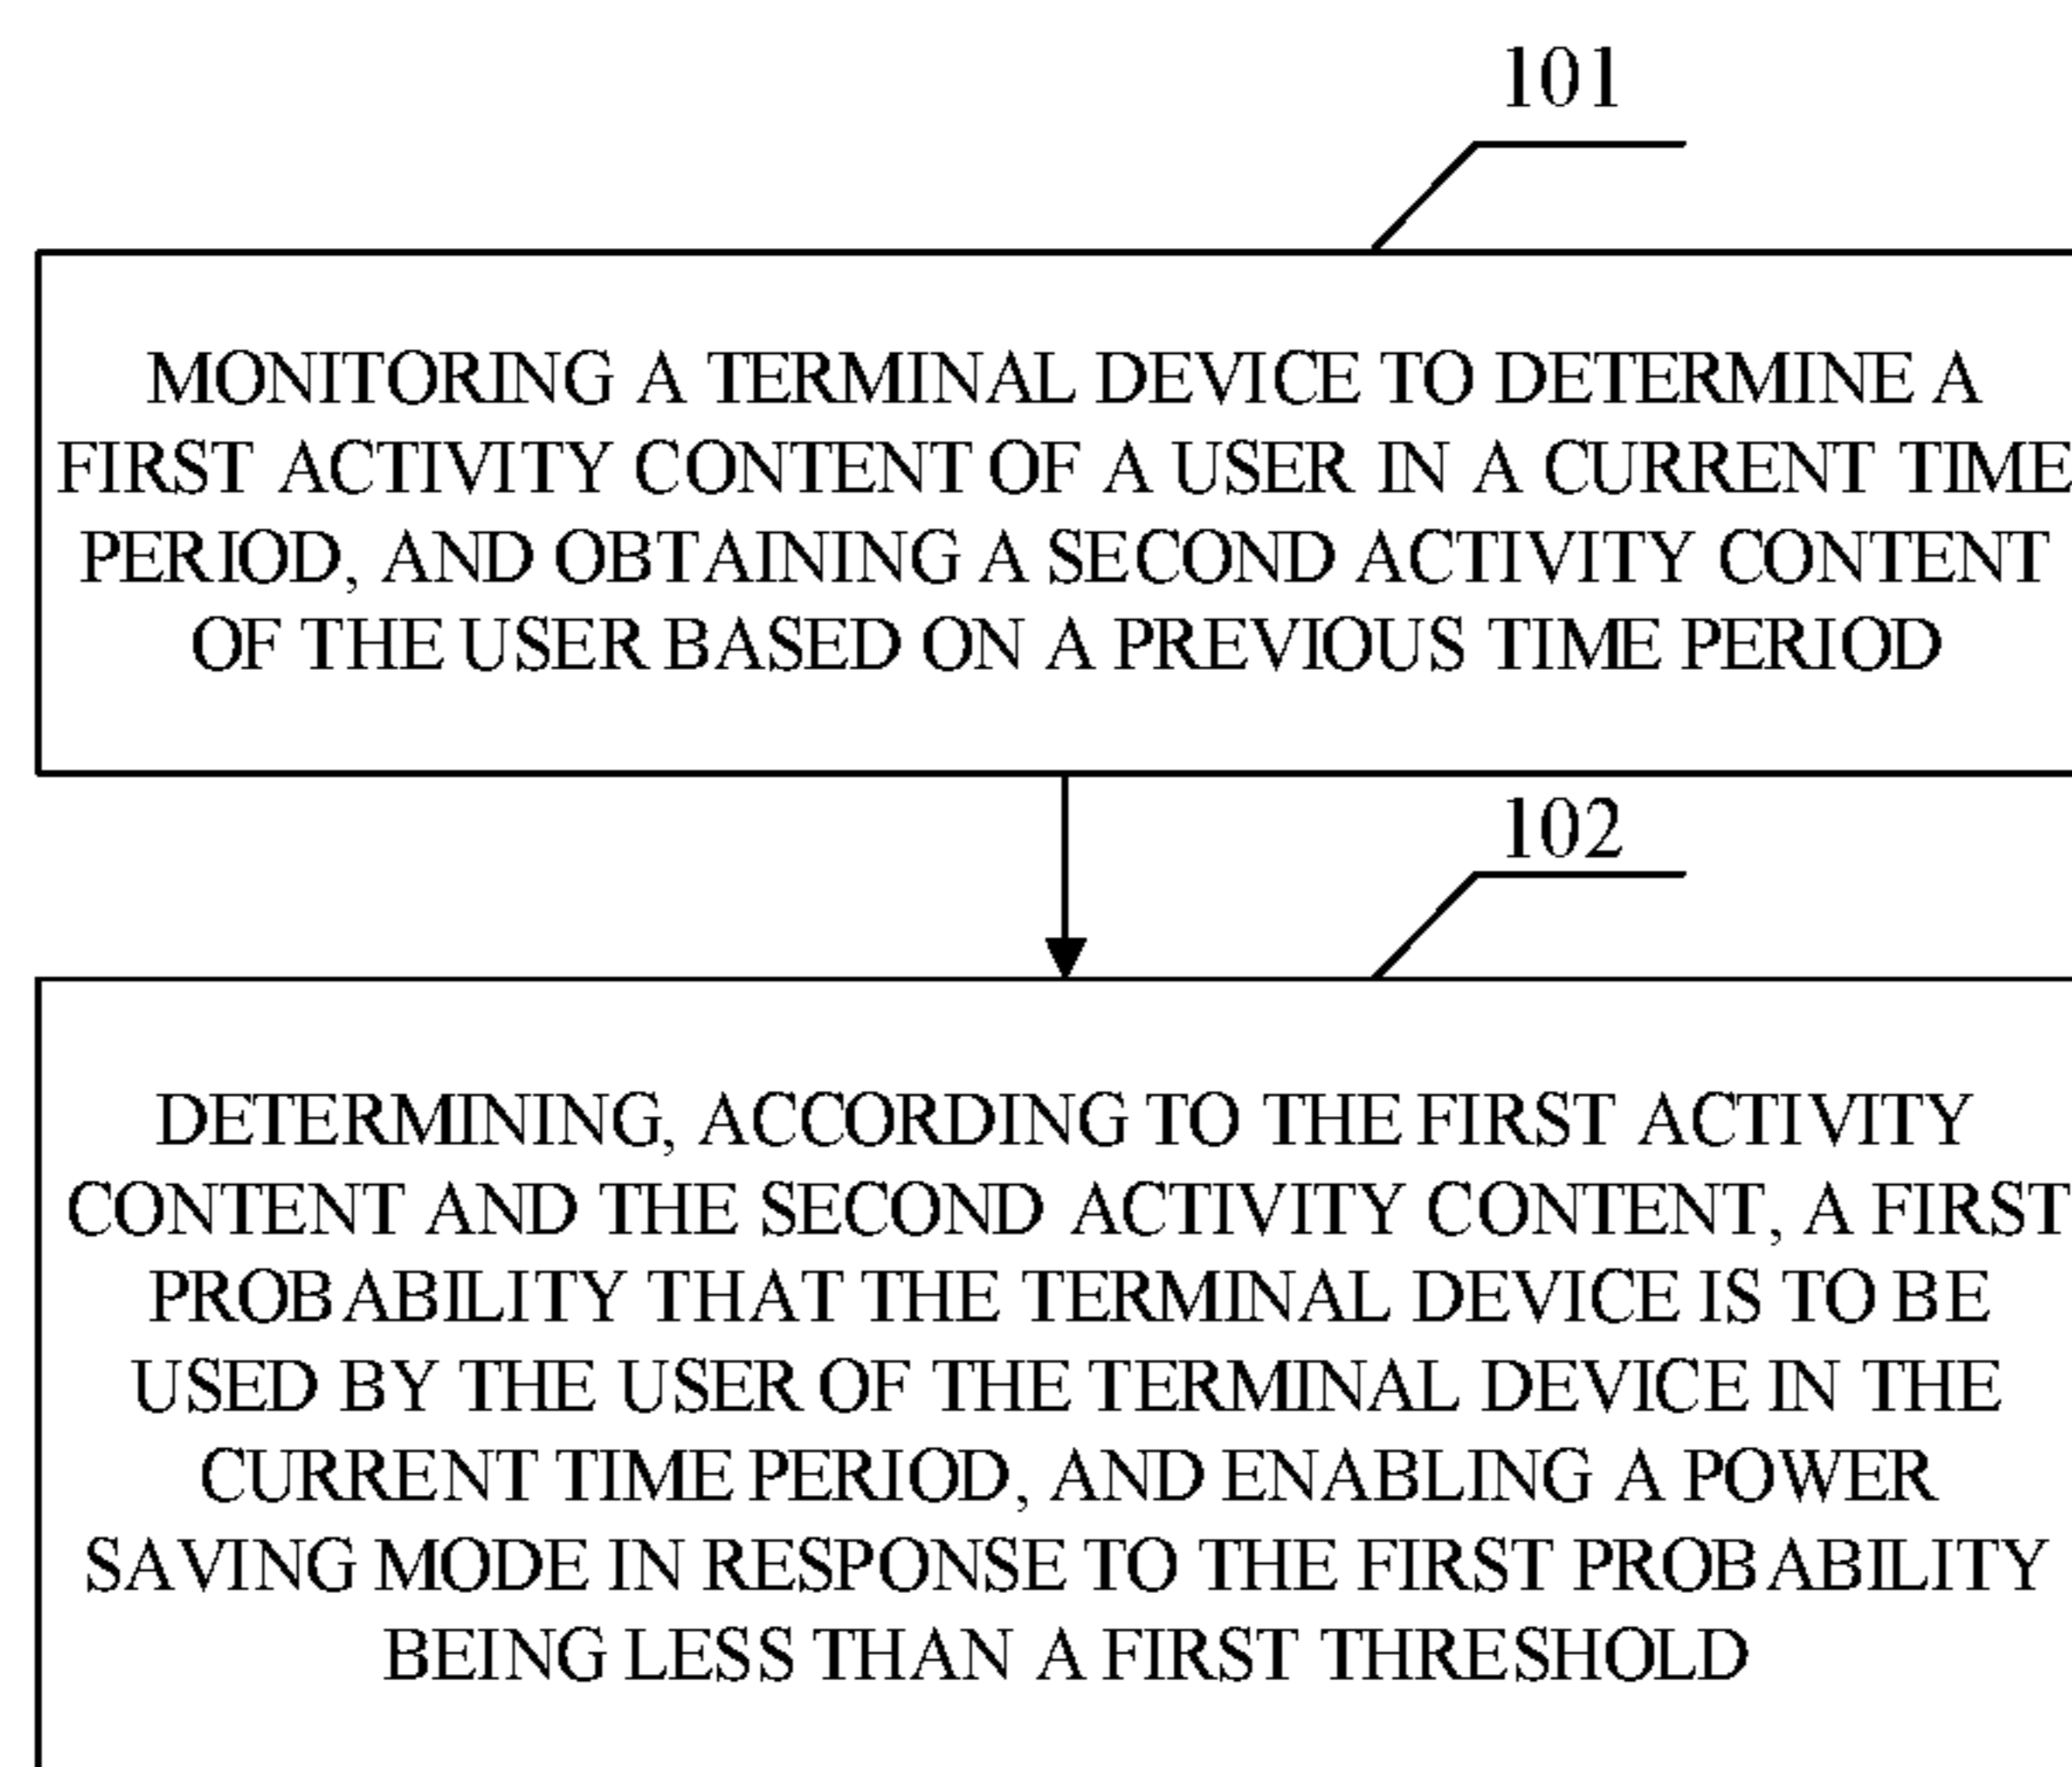 101
MONITORING A TERMINAL DEVICE TO DETERMINE A
FIRST ACTIVITY CONTENT OF A USER IN A CURRENT TIME
PERIOD, AND OBTAINING A SECOND ACTIVITY CONTENT
OF THE USER BASED ON A PREVIOUS TIME PERIOD
102
DETERMINING, ACCORDING TO THE FIRST ACTIVITY
CONTENT AND THE SECOND ACTIVITY CONTENT, A FIRST
PROBABILITY THAT THE TERMINAL DEVICE IS TO BE
USED BY THE USER OF THE TERMINAL DEVICE IN THE
CURRENT TIME PERIOD, AND ENABLING A POWER
SAVING MODE IN RESPONSE TO THE FIRST PROBABILITY
BEING LESS THAN A FIRST THRESHOLD